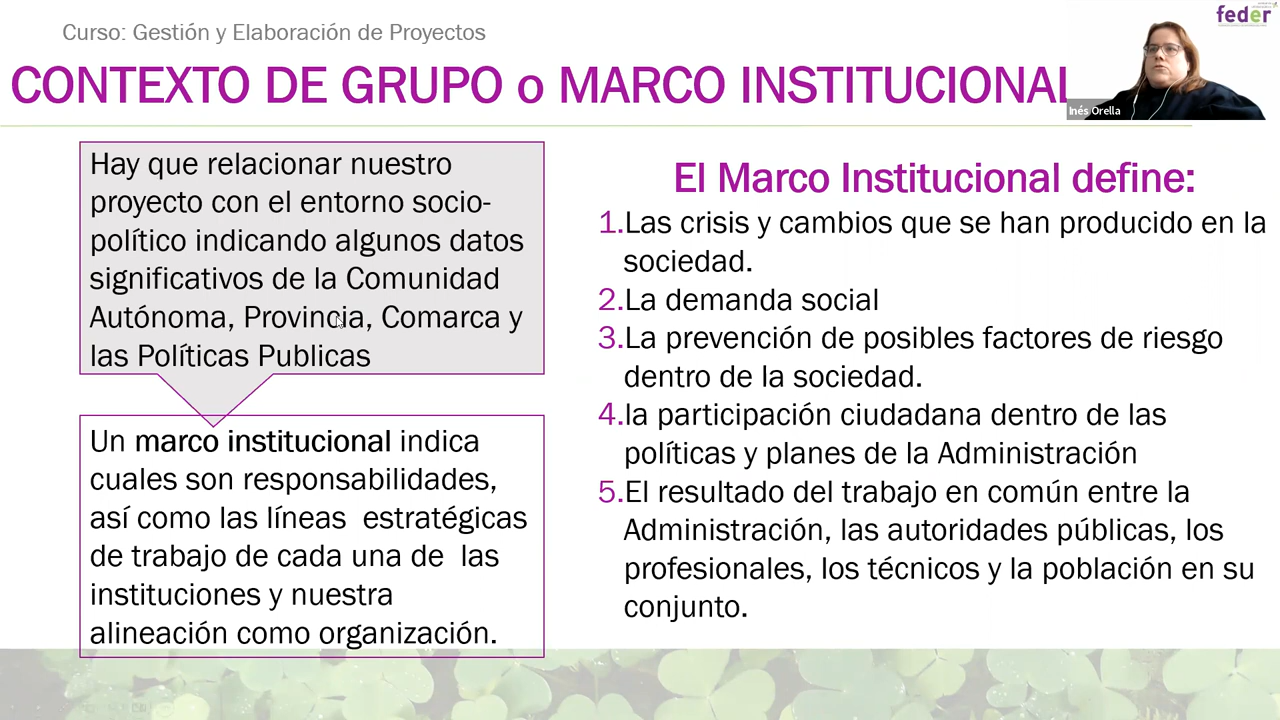 Curso: Gestión y Elaboración de Proyectos
feder
CONTEXTO DE GRUPO o MARCO INSTITUCIONAL
Inés Orella
Hay que relacionar nuestro
proyecto con el entorno socio-
político indicando algunos datos
significativos de la Comunidad
Autónoma, Provincia, Comarca y
las Políticas Publicas
Un marco institucional indica
cuales son responsabilidades,
así como las líneas estratégicas
de trabajo de cada una de las
instituciones y nuestra
alineación como organización.
El Marco Institucional define:
1.Las crisis y cambios que se han producido en la
sociedad.
2.La demanda social
3.La prevención de posibles factores de riesgo
dentro de la sociedad.
4.la participación ciudadana dentro de las
políticas y planes de la Administración
5.El resultado del trabajo en común entre la
Administración, las autoridades públicas, los
profesionales, los técnicos y la población en su
conjunto.